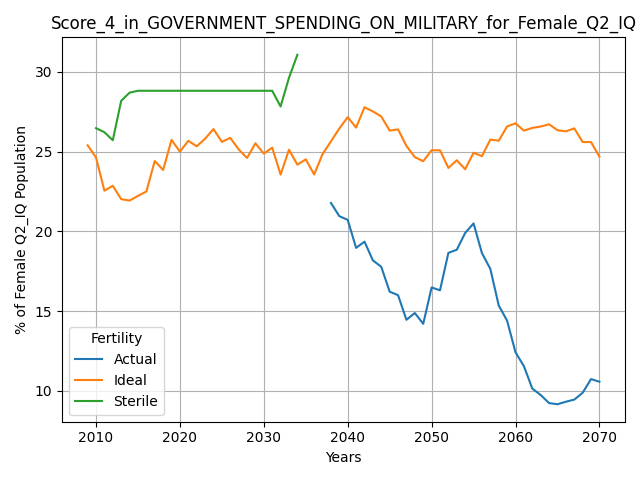 Score_4_in_GOVERNMENT_SPENDING_ON_MILITARY_for_Female_Q2_IQ
30
25
20
15
10
% of Female Q2_IQ Population
Fertility
Actual
Ideal
Sterile
2010 2020 2030 2040 2050 2060 2070
Years